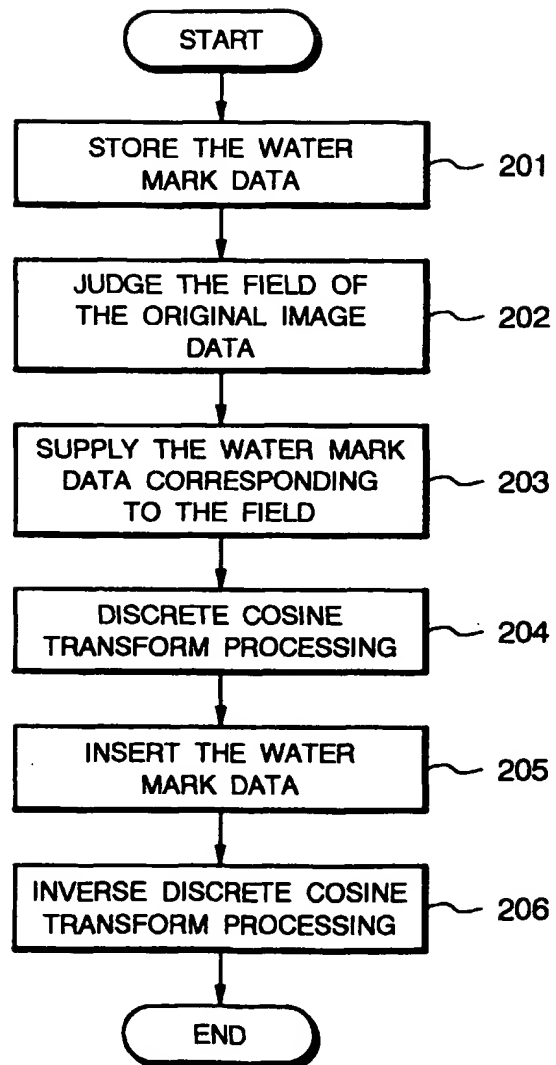 START
STORE THE WATER
MARK DATA
201
JUDGE THE FIELD OF
THE ORIGINAL IMAGE
DATA
202
SUPPLY THE WATER MARK
DATA CORRESPONDING
TO THE FIELD
203
DISCRETE COSINE
TRANSFORM PROCESSING
204
INSERT THE WATER
MARK DATA
205
INVERSE DISCRETE COSINE
TRANSFORM PROCESSING
206
END